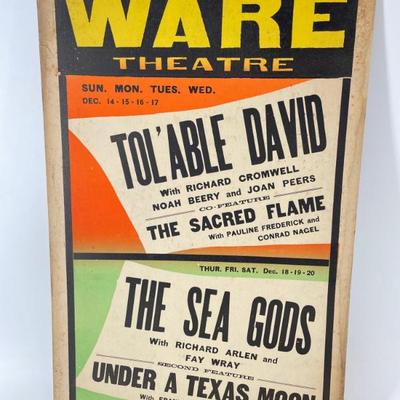 WARE
THEATRE
SUN. MON. TUES. WED.
DEC. 14-15-16-17
TOL'ABLE DAVID
With RICHARD CROMWELL
NOAH BEERY and JOAN PEERS
CO-FEATURE
THE SACRED FLAME
With PAULINE FREDERICK and
CONRAD NAGEL
THUR. FRI. SAT. Dec. 18-19-20
THE SEA GODS
With RICHARD ARLEN and
FAY WRAY
SECOND FEATURE
UNDER A TEXAS MOON
With